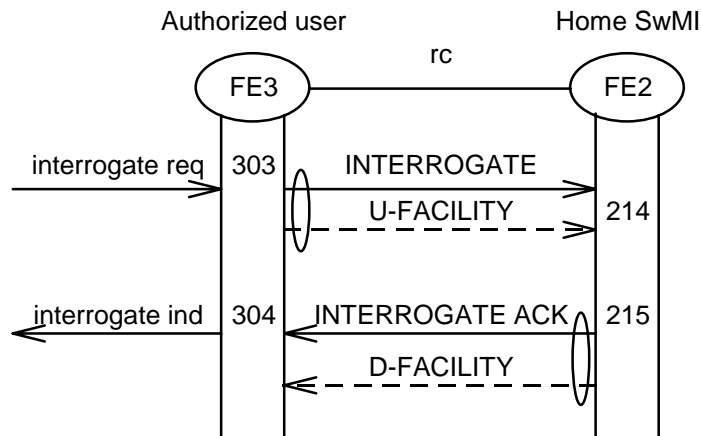 Authorized user
Home SwMI
rc
FE3
FE2
interrogate req
303
INTERROGATE
U-FACILITY
214
interrogate ind
304
INTERROGATE ACK
215
D-FACILITY